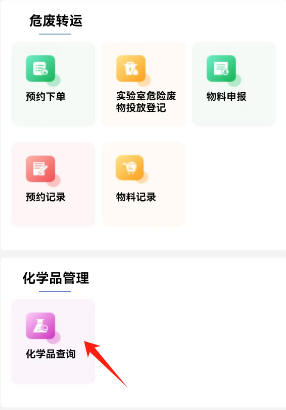 危废转运
预约下单
实验室危险废
物投放登记
物料申报
预约记录
物料记录
化学品管理
化学品查询